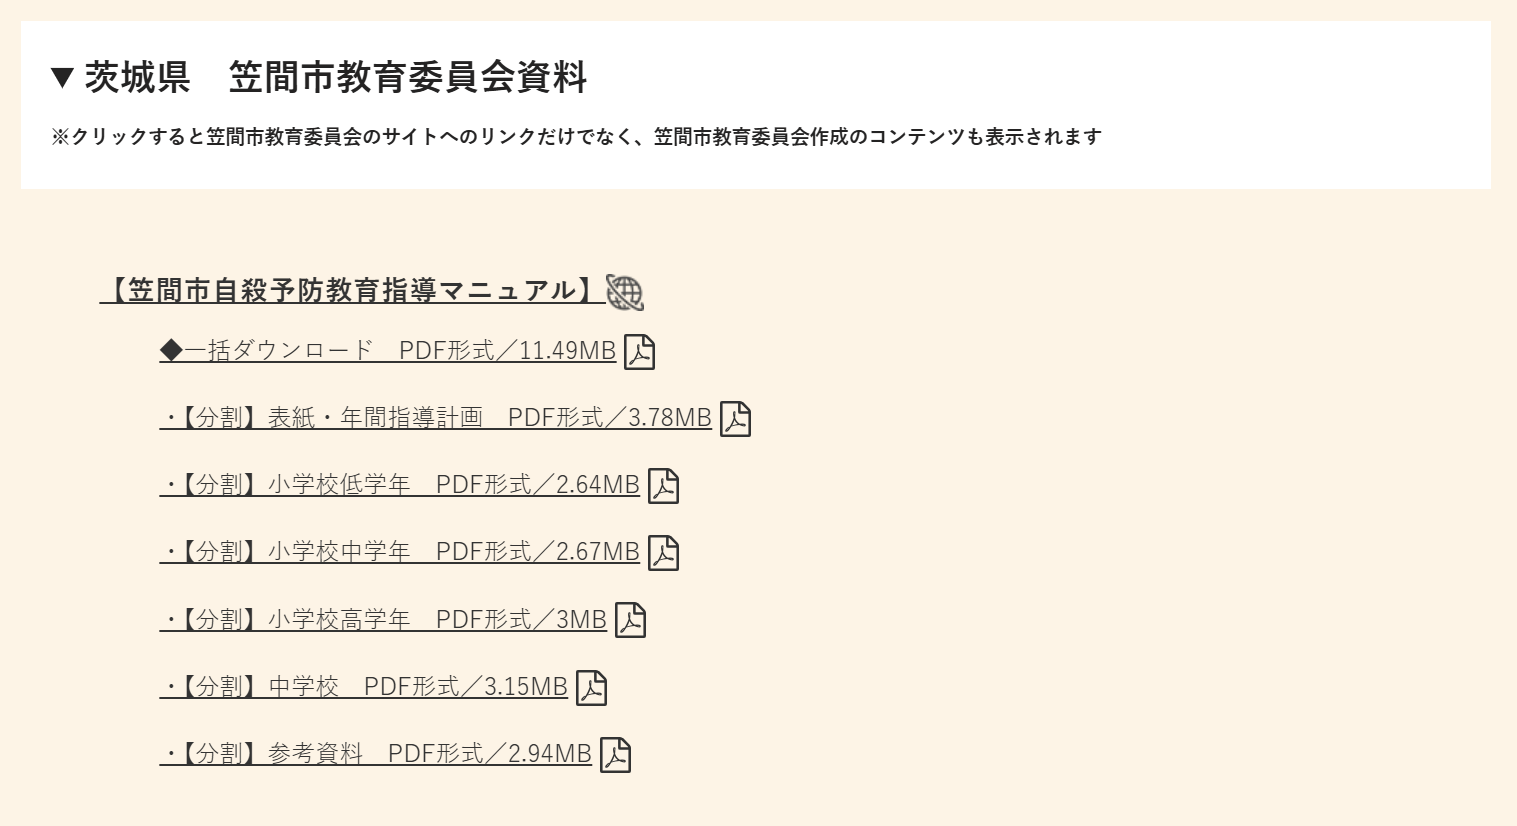 ▼ 茨城県　笠間市教育委員会資料
※クリックすると笠間市教育委員会のサイトへのリンクだけでなく、笠間市教育委員会作成のコンテンツも表示されます
【笠間市自殺予防教育指導マニュアル】
◆一括ダウンロード　PDF形式／11.49MB
・【分割】表紙・年間指導計画　PDF形式／3.78MB
・【分割】小学校低学年　PDF形式／2.64MB
・【分割】小学校中学年　PDF形式／2.67MB
・【分割】小学校高学年　PDF形式／3MB
・【分割】中学校　PDF形式／3.15MB
・【分割】参考資料　PDF形式／2.94MB